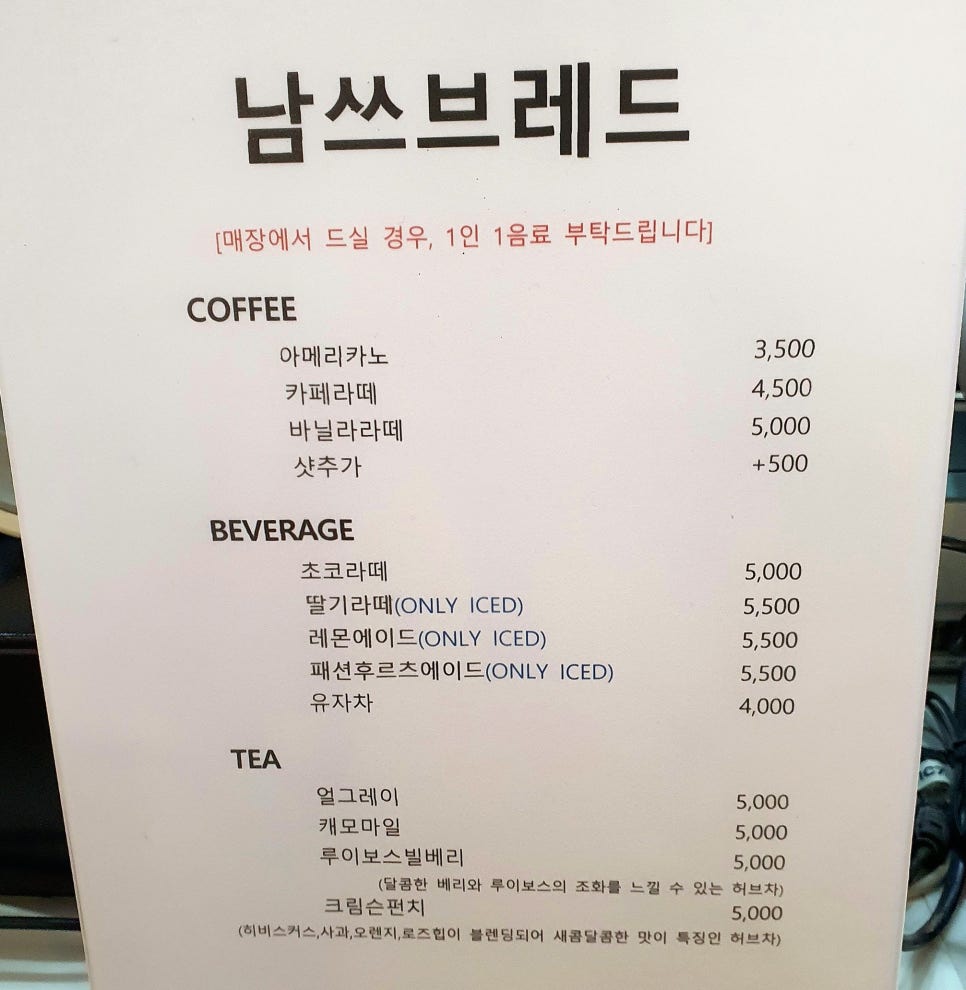 남쓰브레드
[매장에서 드실 경우, 1인 1음료 부탁드립니다]
COFFEE
아메리카노 3,500
카페라떼 4,500
바닐라라떼 5,000
샷추가 +500
BEVERAGE
초코라떼 5,000
딸기라떼(ONLY ICED) 5,500
레몬에이드(ONLY ICED) 5,500
패션후르츠에이드(ONLY ICED) 5,500
유자차 4,000
TEA
얼그레이 5,000
캐모마일 5,000
루이보스빌베리 5,000
(달콤한 베리와 루이보스의 조화를 느낄 수 있는 허브차)
크림슨펀치 5,000
(히비스커스,사과,오렌지,로즈힙이 블렌딩되어 새콤달콤한 맛이 특징인 허브차)